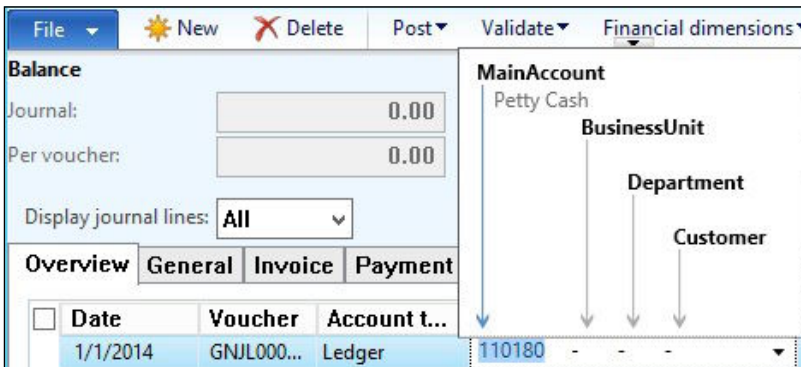 File New Delete Post Validate Financial dimensions
Balance
MainAccount
Petty Cash
Journal: 0.00
BusinessUnit
Per voucher: 0.00
Department
Display journal lines: All
Customer
Overview General Invoice Payment
Date Voucher Account t...
1/1/2014 GNJL000... Ledger 110180 - - -